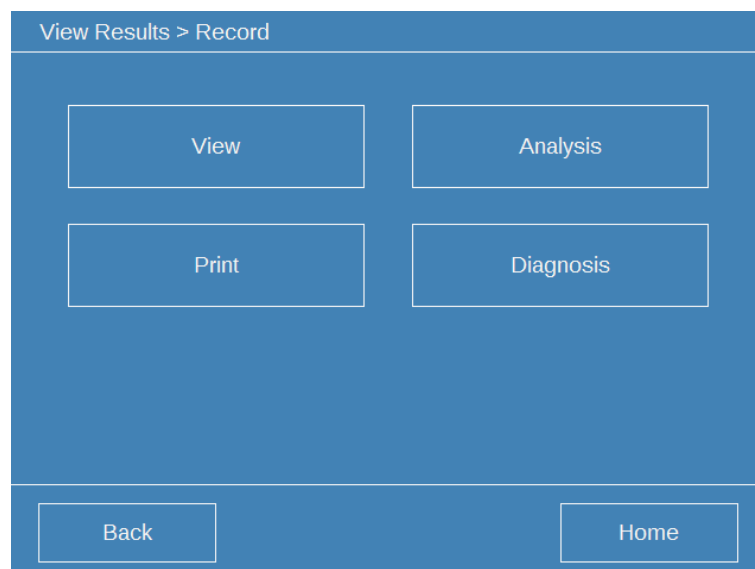 View Results > Record
View
Analysis
Print
Diagnosis
Back
Home